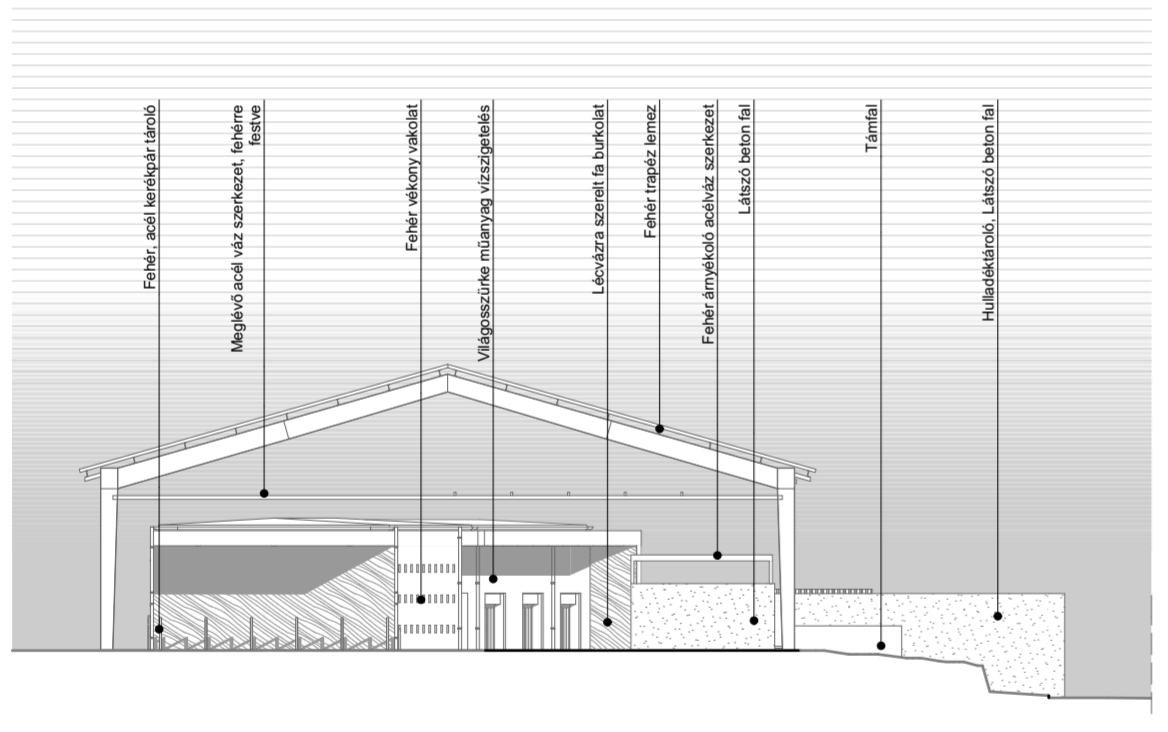 Fehér, acél kerékpár tároló
Meglévő acél váz szerkezet, fehérre
festve
Fehér vékony vakolat
Világosszürke műanyag vízszigetelés
Lécvázra szerelt fa burkolat
Fehér trapéz lemez
Fehér árnyékoló acélváz szerkezet
Látszó beton fal
Támfal
Hulladéktároló, Látszó beton fal